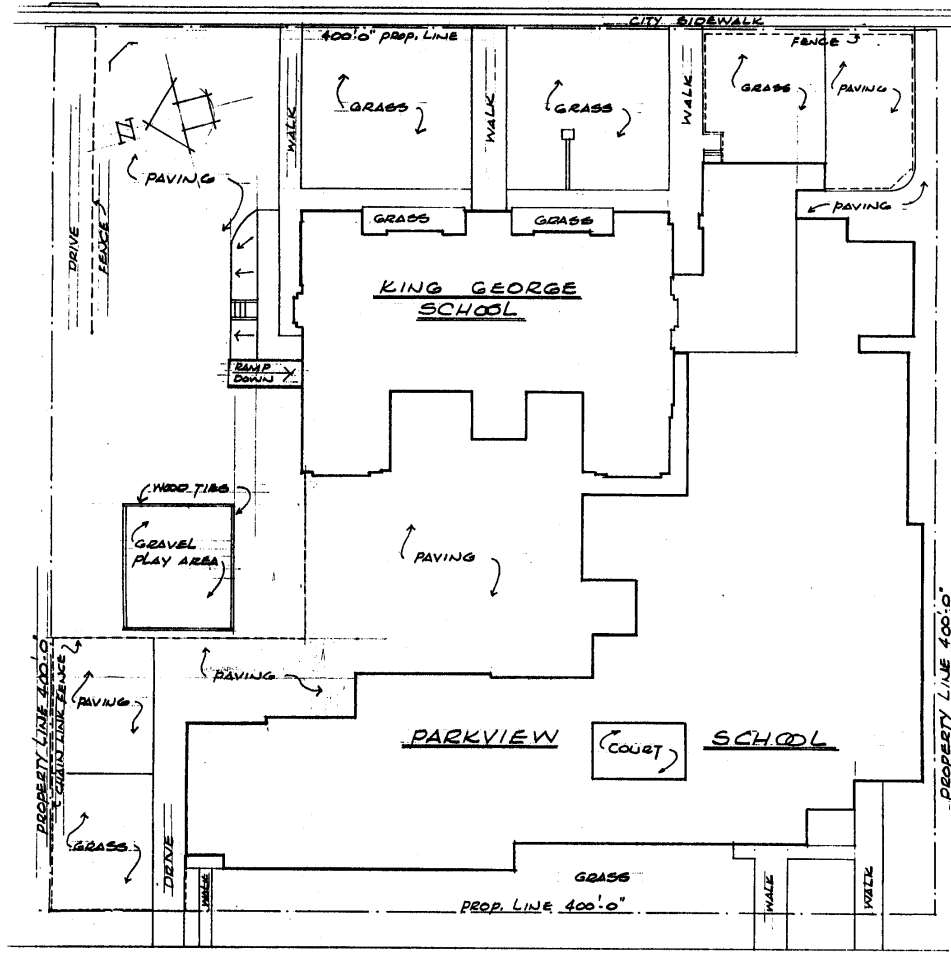 CITY SIDEWALK
400'0" PROP. LINE
FENCE
GRASS
GRASS
GRASS
PAVING
WALK
WALK
WALK
N
PAVING
PAVING
DRIVE
FENCE
GRASS
GRASS
KING GEORGE
SCHOOL
RAMP
DOWN
WOOD TIES
GRAVEL
PLAY AREA
PAVING
PROPERTY LINE 400'-0"
CHAIN LINK FENCE
PROPERTY LINE 400'-0"
PAVING
PAVING
PARKVIEW SCHOOL
COURT
GRASS
DRIVE
WALK
GRASS
WALK
WALK
PROP. LINE 400'-0"